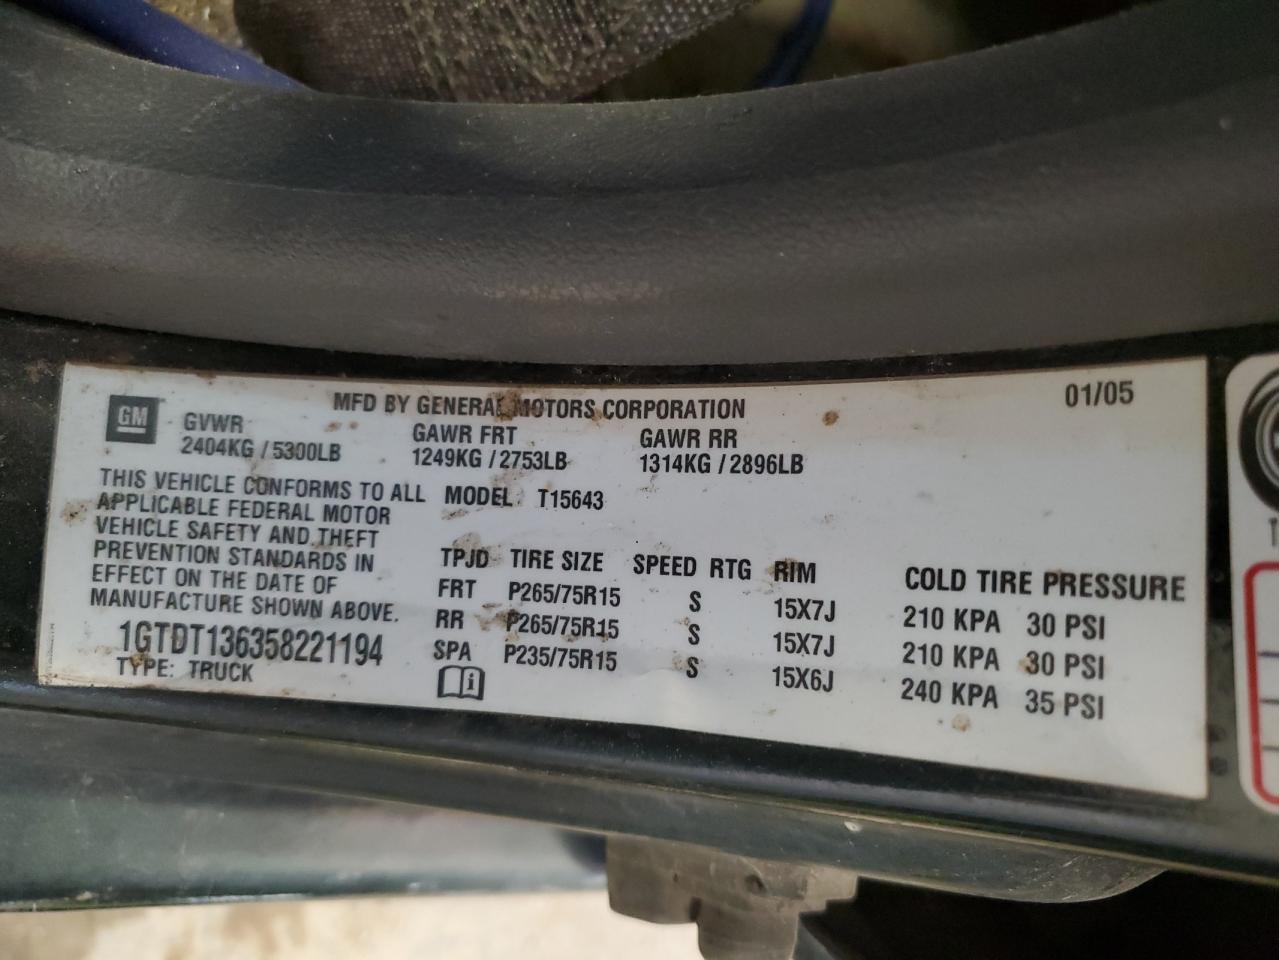 MFD BY GENERAL MOTORS CORPORATION 01/05
GM
GVWR GAWR FRT GAWR RR
2404KG / 5300LB 1249KG / 2753LB 1314KG / 2896LB
THIS VEHICLE CONFORMS TO ALL
APPLICABLE FEDERAL MOTOR
VEHICLE SAFETY AND THEFT
PREVENTION STANDARDS IN
EFFECT ON THE DATE OF
MANUFACTURE SHOWN ABOVE.
1GTDT136358221194
TYPE: TRUCK
MODEL T15643
TPJD TIRE SIZE SPEED RTG RIM COLD TIRE PRESSURE
FRT P265/75R15 S 15X7J 210 KPA 30 PSI
RR P265/75R15 S 15X7J 210 KPA 30 PSI
SPA P235/75R15 S 15X6J 240 KPA 35 PSI